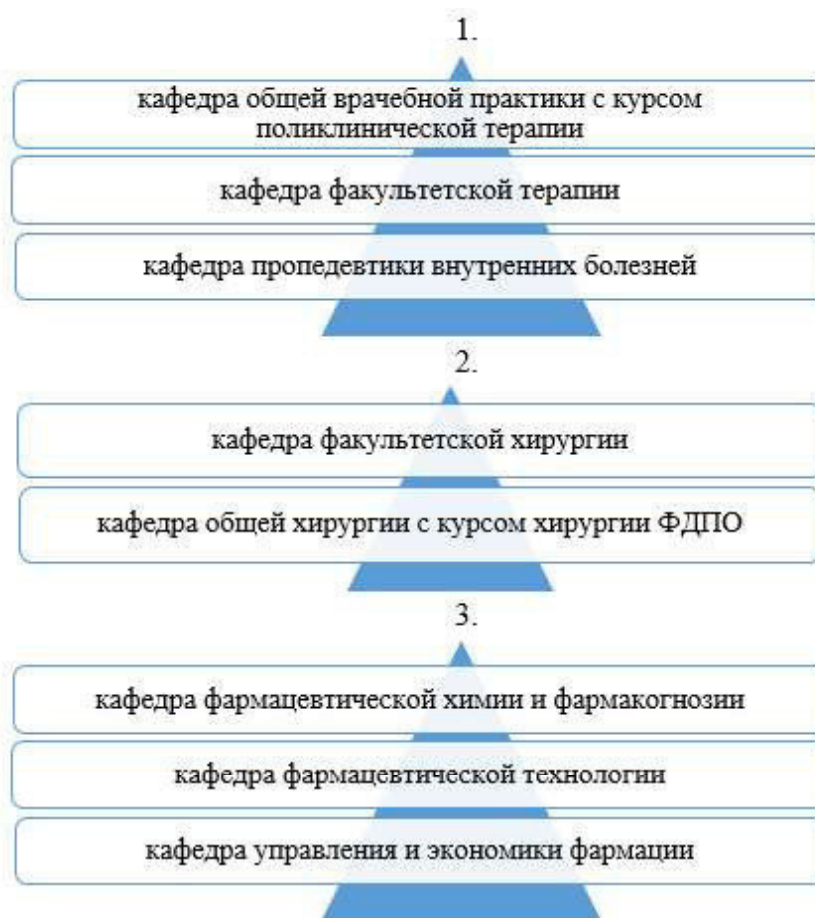 1.
кафедра общей врачебной практики с курсом
поликлинической терапии
кафедра факультетской терапии
кафедра пропедевтики внутренних болезней
2.
кафедра факультетской хирургии
кафедра общей хирургии с курсом хирургии ФДПО
3.
кафедра фармацевтической химии и фармакогнозии
кафедра фармацевтической технологии
кафедра управления и экономики фармации